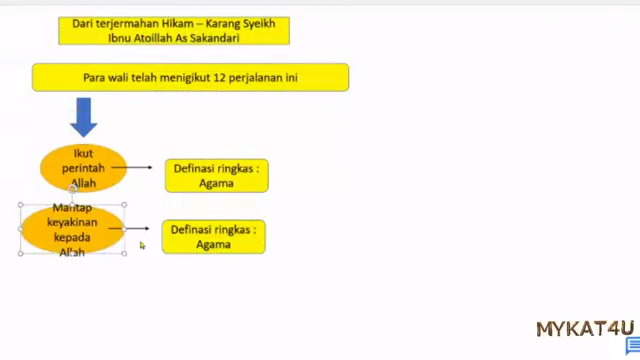 Dari terjermahan Hikam – Karang Syeikh
Ibnu Atoillah As Sakandari
Para wali telah menigikut 12 perjalanan ini
Ikut
perintah
Allah
Definasi ringkas :
Agama
Mantap
keyakinan
kepada
Allah
Definasi ringkas :
Agama
MYKAT4U